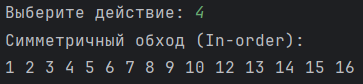 Выберите действие: 4
Симметричный обход (In-order):
1 2 3 4 5 6 7 8 9 10 12 13 14 15 16